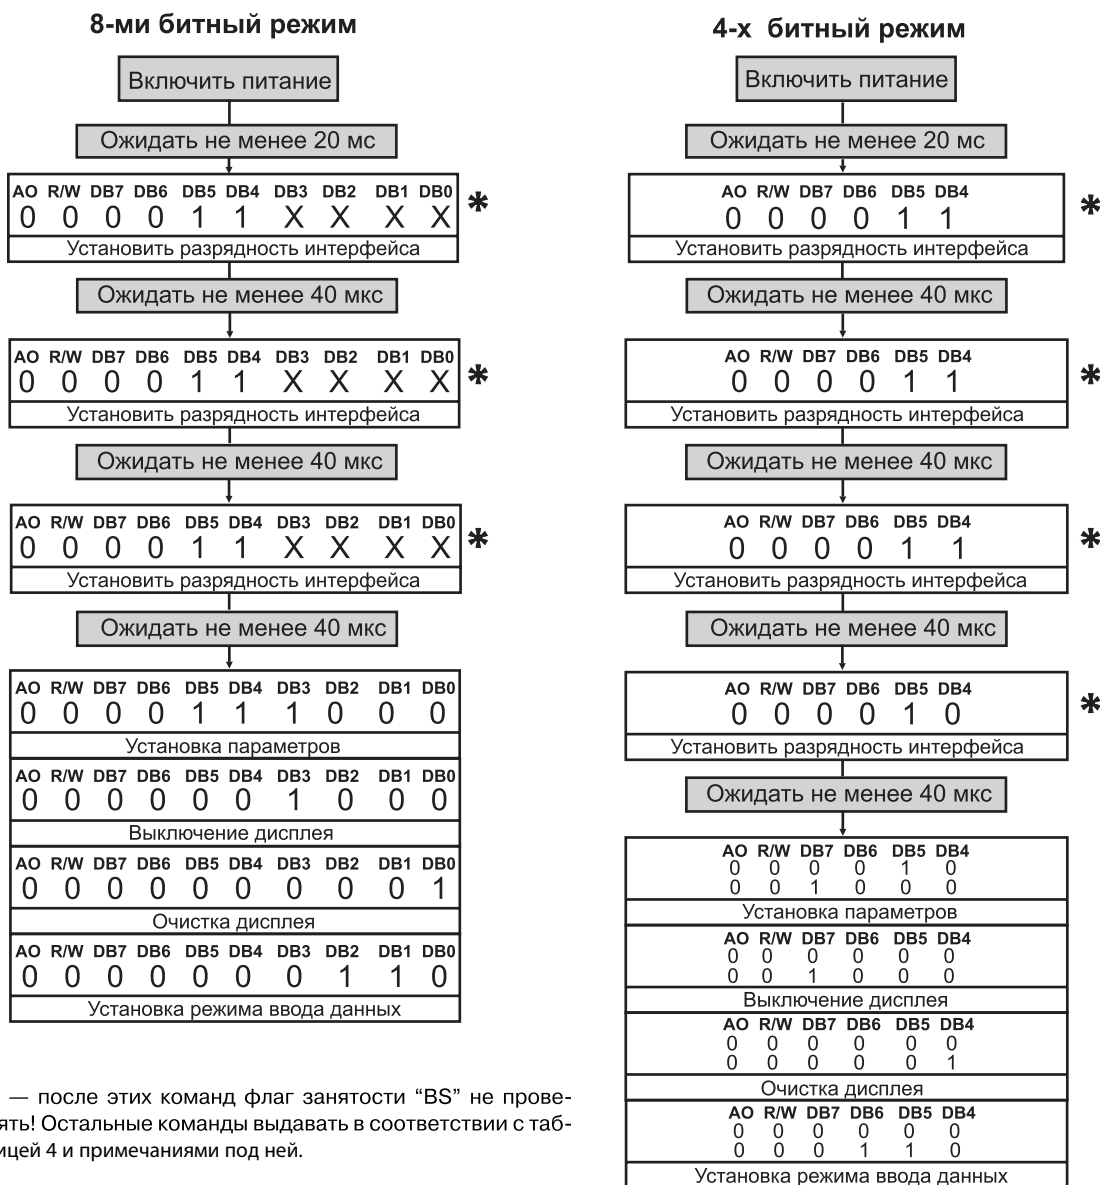 8-ми битный режим
Включить питание
Ожидать не менее 20 мс
AO R/W DB7 DB6 DB5 DB4 DB3 DB2 DB1 DB0
0 0 0 0 1 1 X X X X *
Установить разрядность интерфейса
Ожидать не менее 40 мкс
AO R/W DB7 DB6 DB5 DB4 DB3 DB2 DB1 DB0
0 0 0 0 1 1 X X X X *
Установить разрядность интерфейса
Ожидать не менее 40 мкс
AO R/W DB7 DB6 DB5 DB4 DB3 DB2 DB1 DB0
0 0 0 0 1 1 X X X X *
Установить разрядность интерфейса
Ожидать не менее 40 мкс
AO R/W DB7 DB6 DB5 DB4 DB3 DB2 DB1 DB0
0 0 0 0 1 1 1 0 0 0
Установка параметров
AO R/W DB7 DB6 DB5 DB4 DB3 DB2 DB1 DB0
0 0 0 0 0 0 1 0 0 0
Выключение дисплея
AO R/W DB7 DB6 DB5 DB4 DB3 DB2 DB1 DB0
0 0 0 0 0 0 0 0 0 1
Очистка дисплея
AO R/W DB7 DB6 DB5 DB4 DB3 DB2 DB1 DB0
0 0 0 0 0 0 0 1 1 0
Установка режима ввода данных
— после этих команд флаг занятости “BS” не прове-
ять! Остальные команды выдавать в соответствии с таб-
ицей 4 и примечаниями под ней.
4-х битный режим
Включить питание
Ожидать не менее 20 мс
AO R/W DB7 DB6 DB5 DB4
0 0 0 0 1 1 *
Установить разрядность интерфейса
Ожидать не менее 40 мкс
AO R/W DB7 DB6 DB5 DB4
0 0 0 0 1 1 *
Установить разрядность интерфейса
Ожидать не менее 40 мкс
AO R/W DB7 DB6 DB5 DB4
0 0 0 0 1 1 *
Установить разрядность интерфейса
Ожидать не менее 40 мкс
AO R/W DB7 DB6 DB5 DB4
0 0 0 0 1 0 *
Установить разрядность интерфейса
Ожидать не менее 40 мкс
AO R/W DB7 DB6 DB5 DB4
0 0 0 0 1 0
0 0 1 0 0 0
Установка параметров
AO R/W DB7 DB6 DB5 DB4
0 0 0 0 0 0
0 0 1 0 0 0
Выключение дисплея
AO R/W DB7 DB6 DB5 DB4
0 0 0 0 0 0
0 0 0 0 0 1
Очистка дисплея
AO R/W DB7 DB6 DB5 DB4
0 0 0 0 0 0
0 0 0 1 1 0
Установка режима ввода данных